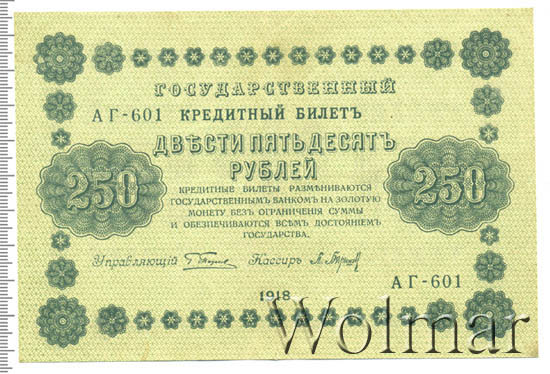 ГОСУДАРСТВЕННЫЙ
АГ-601 КРЕДИТНЫЙ БИЛЕТЪ
ДВѢСТИ ПЯТЬДЕСЯТЪ
РУБЛЕЙ
250
250
КРЕДИТНЫЕ БИЛЕТЫ РАЗМѢНИВАЮТСЯ
ГОСУДАРСТВЕННЫМЪ БАНКОМЪ НА ЗОЛОТУЮ
МОНЕТУ БЕЗЪ ОГРАНИЧЕНІЯ СУММЫ
И ОБЕЗПЕЧИВАЮТСЯ ВСѢМЪ ДОСТОЯНІЕМЪ
ГОСУДАРСТВА.
Управляющій
Кассиръ
АГ-601
1918
Wolmar